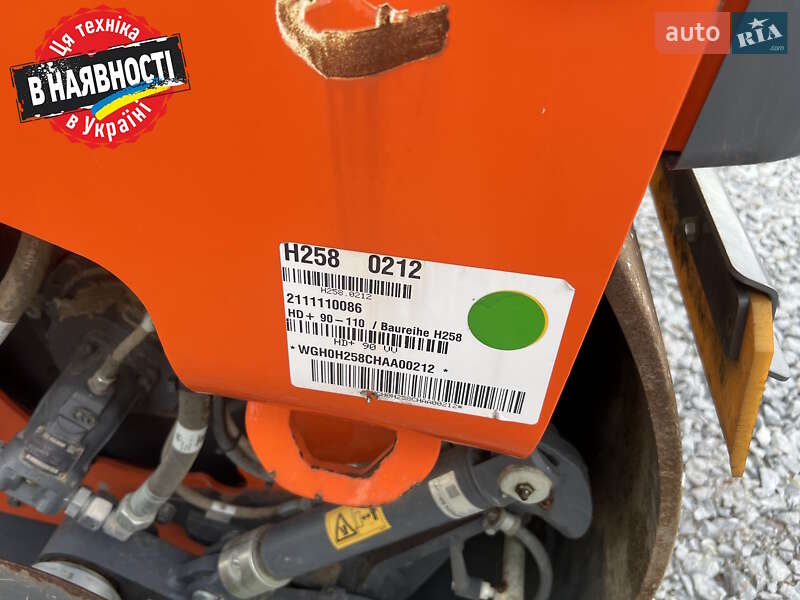 Ця техніка
В НАЯВНОСТІ
в Україні
auto RIA.com
H258 0212
H258.0212
2111110086
HD+ 90-110 / Baureihe H258
HD+ 90 VV
*WGH0H258CHAA00212 *